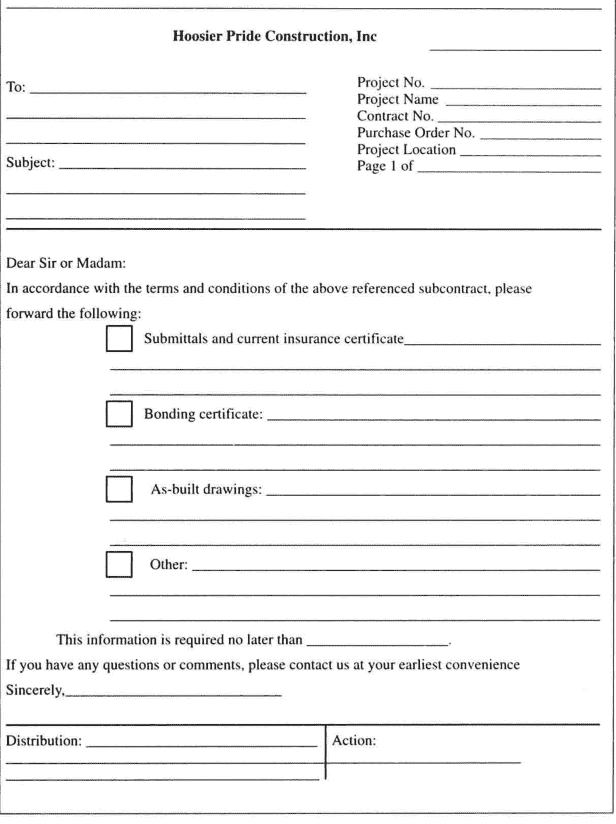 Hoosier Pride Construction, Inc
To:
Project No.
Project Name
Contract No.
Purchase Order No.
Project Location
Page 1 of
Subject:
Dear Sir or Madam:
In accordance with the terms and conditions of the above referenced subcontract, please
forward the following:
Submittals and current insurance certificate
Bonding certificate:
As-built drawings:
Other:
This information is required no later than .
If you have any questions or comments, please contact us at your earliest convenience
Sincerely,
Distribution:
Action: